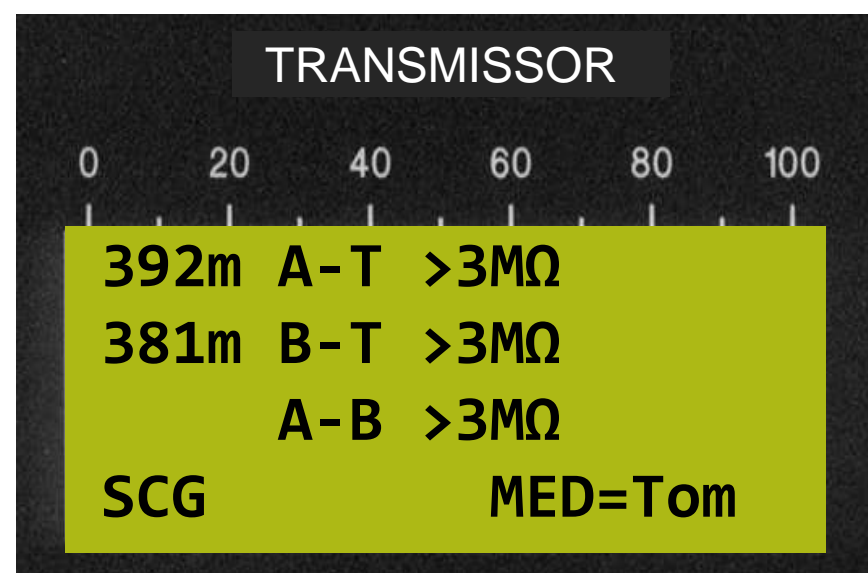 TRANSMISSOR
0 20 40 60 80 100
392m A-T >3MΩ
381m B-T >3MΩ
A-B >3MΩ
SCG MED=Tom